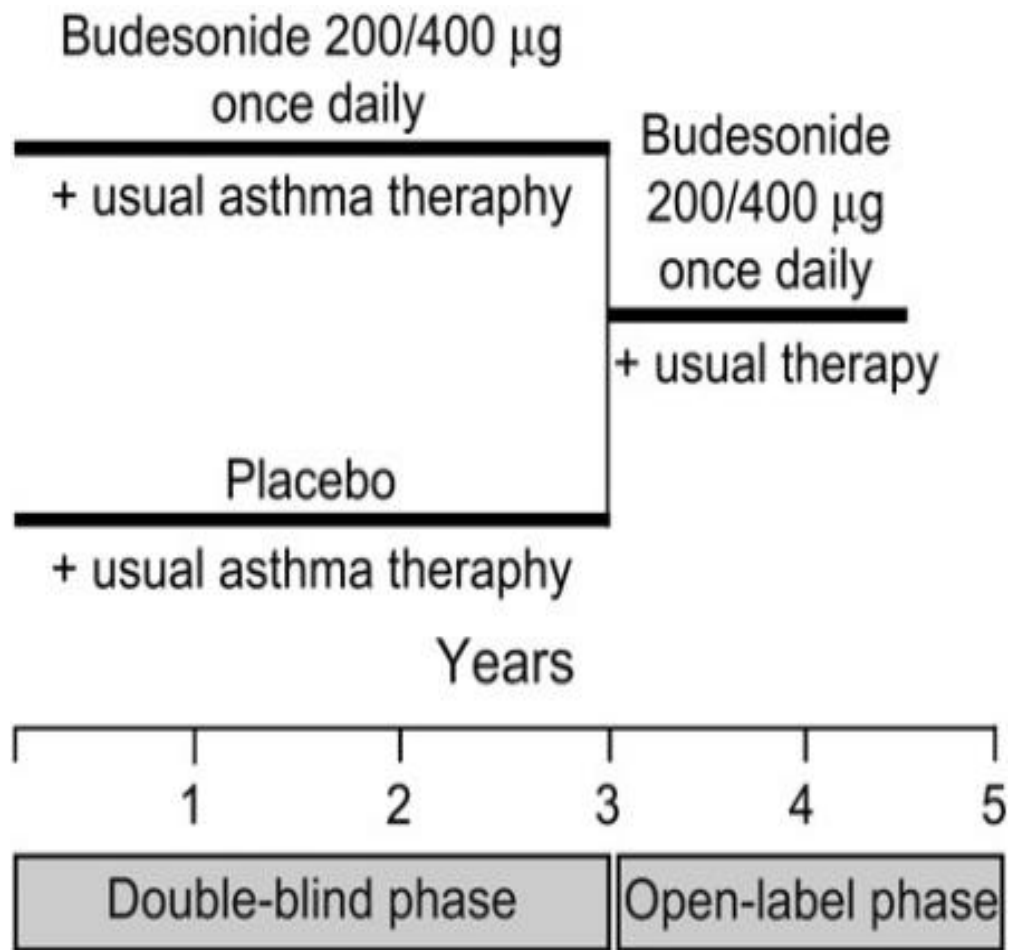 Budesonide 200/400 μg
once daily
+ usual asthma theraphy
Budesonide
200/400 μg
once daily
+ usual therapy
Placebo
+ usual asthma theraphy
Years
1 2 3 4 5
Double-blind phase Open-label phase